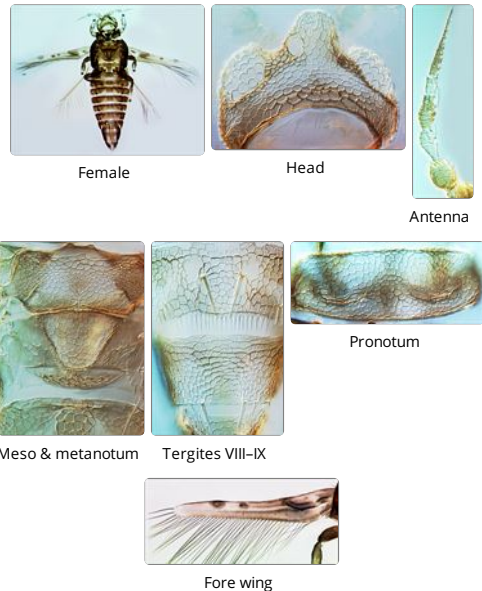 Female
Head
Antenna
Meso & metanotum
Tergites VIII–IX
Pronotum
Fore wing